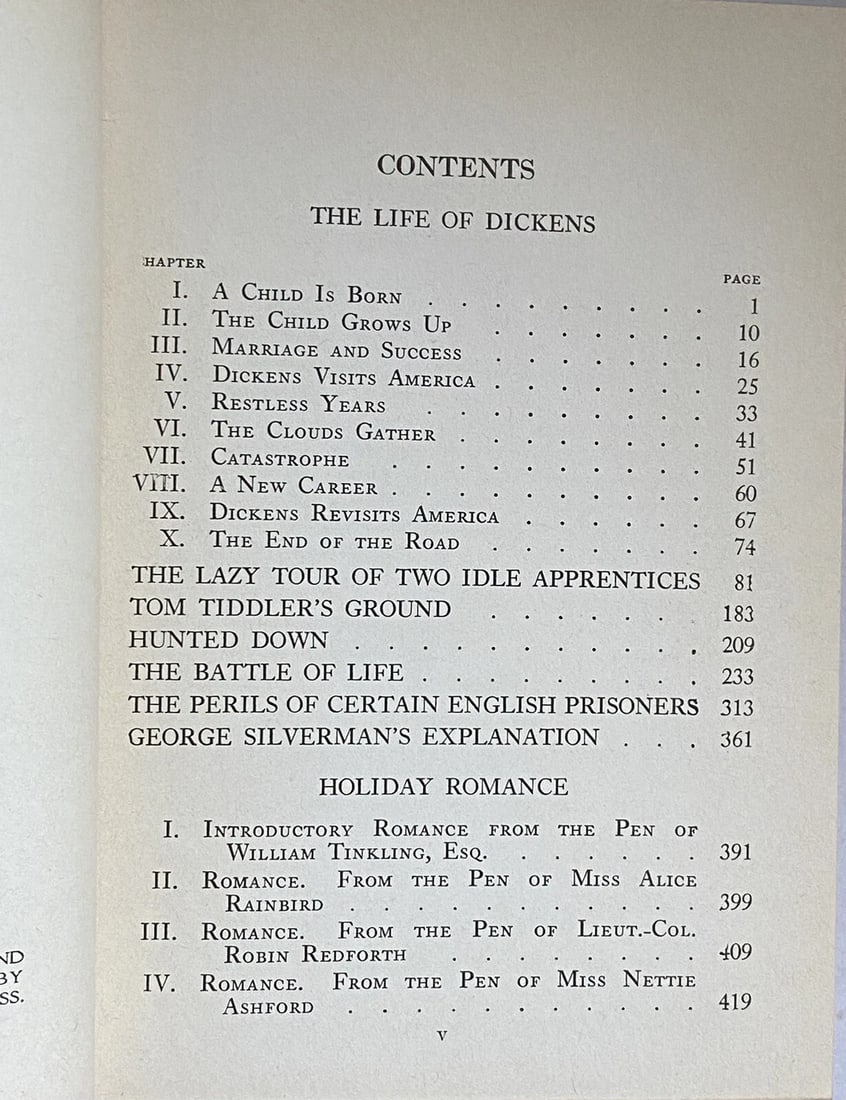 CONTENTS
THE LIFE OF DICKENS
HAPTER
PAGE
I. A Child Is Born . . . . . . . . . 1
II. The Child Grows Up . . . . . . . 10
III. Marriage and Success . . . . . . . 16
IV. Dickens Visits America . . . . . . . 25
V. Restless Years . . . . . . . . . 33
VI. The Clouds Gather . . . . . . . . 41
VII. Catastrophe . . . . . . . . . . 51
VIII. A New Career . . . . . . . . . . 60
IX. Dickens Revisits America . . . . . . 67
X. The End of the Road . . . . . . . 74
THE LAZY TOUR OF TWO IDLE APPRENTICES 81
TOM TIDDLER'S GROUND . . . . . . 183
HUNTED DOWN . . . . . . . . . . . 209
THE BATTLE OF LIFE . . . . . . . . . 233
THE PERILS OF CERTAIN ENGLISH PRISONERS 313
GEORGE SILVERMAN'S EXPLANATION . . . 361
HOLIDAY ROMANCE
I. Introductory Romance from the Pen of
William Tinkling, Esq. . . . . . . 391
II. Romance. From the Pen of Miss Alice
Rainbird . . . . . . . . . . . 399
III. Romance. From the Pen of Lieut.-Col.
Robin Redforth . . . . . . . . 409
IV. Romance. From the Pen of Miss Nettie
Ashford . . . . . . . . . . . 419
v
ND
BY
SS.